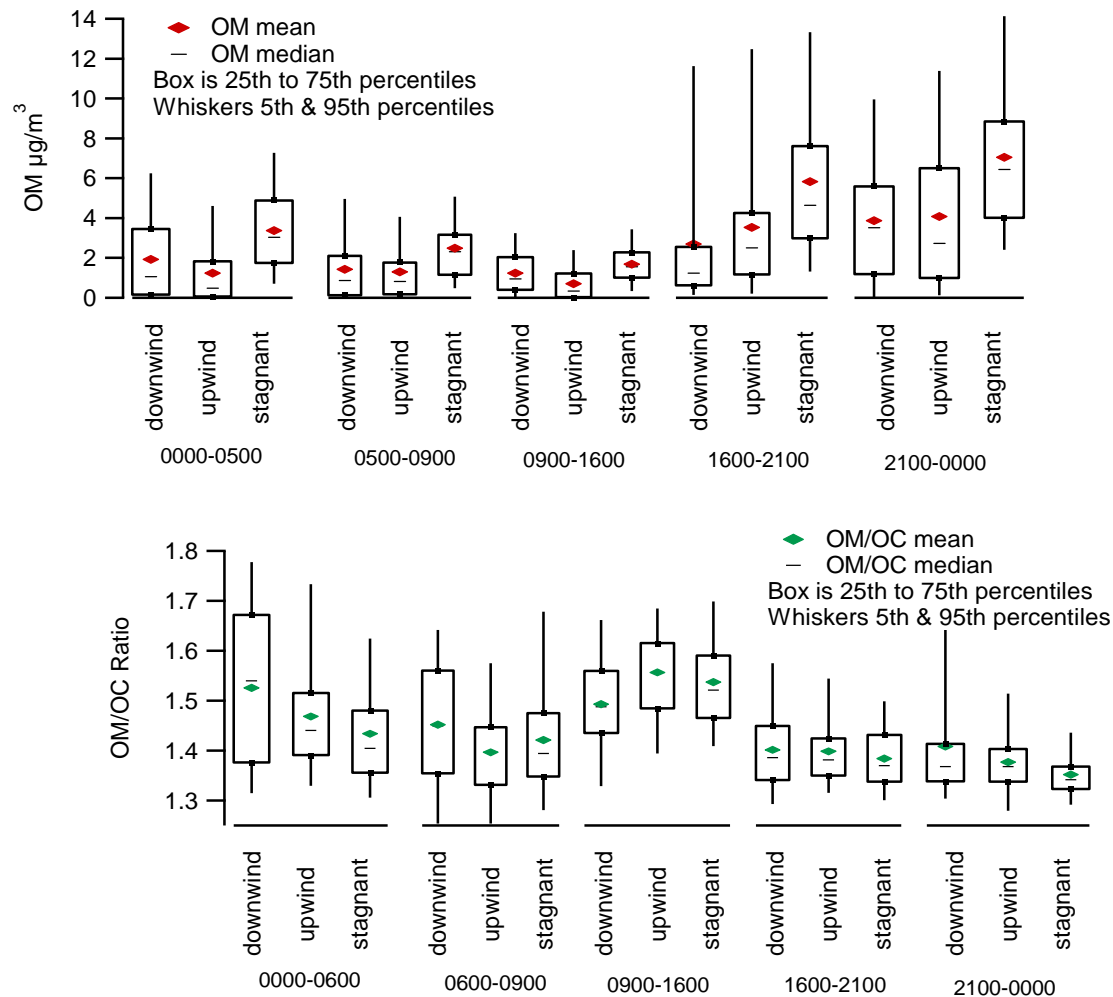 14
12
10
8
6
4
2
0
OM µg/m³
OM mean
OM median
Box is 25th to 75th percentiles
Whiskers 5th & 95th percentiles
downwind
upwind
stagnant
downwind
upwind
stagnant
downwind
upwind
stagnant
downwind
upwind
stagnant
downwind
upwind
stagnant
0000-0500
0500-0900
0900-1600
1600-2100
2100-0000
1.8
1.7
1.6
1.5
1.4
1.3
OM/OC Ratio
OM/OC mean
OM/OC median
Box is 25th to 75th percentiles
Whiskers 5th & 95th percentiles
downwind
upwind
stagnant
downwind
upwind
stagnant
downwind
upwind
stagnant
downwind
upwind
stagnant
downwind
upwind
stagnant
0000-0600
0600-0900
0900-1600
1600-2100
2100-0000